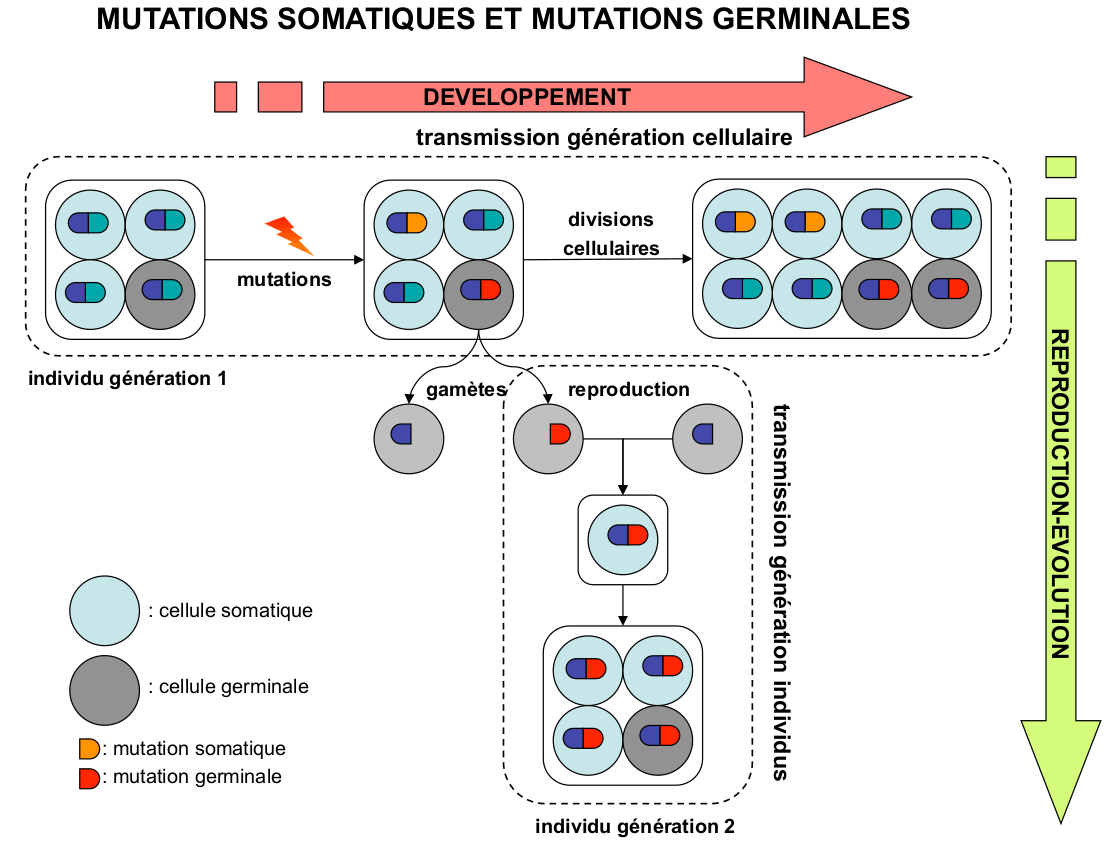 MUTATIONS SOMATIQUES ET MUTATIONS GERMINALES
DEVELOPPEMENT
transmission génération cellulaire
mutations
divisions
cellulaires
individu génération 1
gamètes
reproduction
transmission génération individus
REPRODUCTION-EVOLUTION
: cellule somatique
: cellule germinale
: mutation somatique
: mutation germinale
individu génération 2